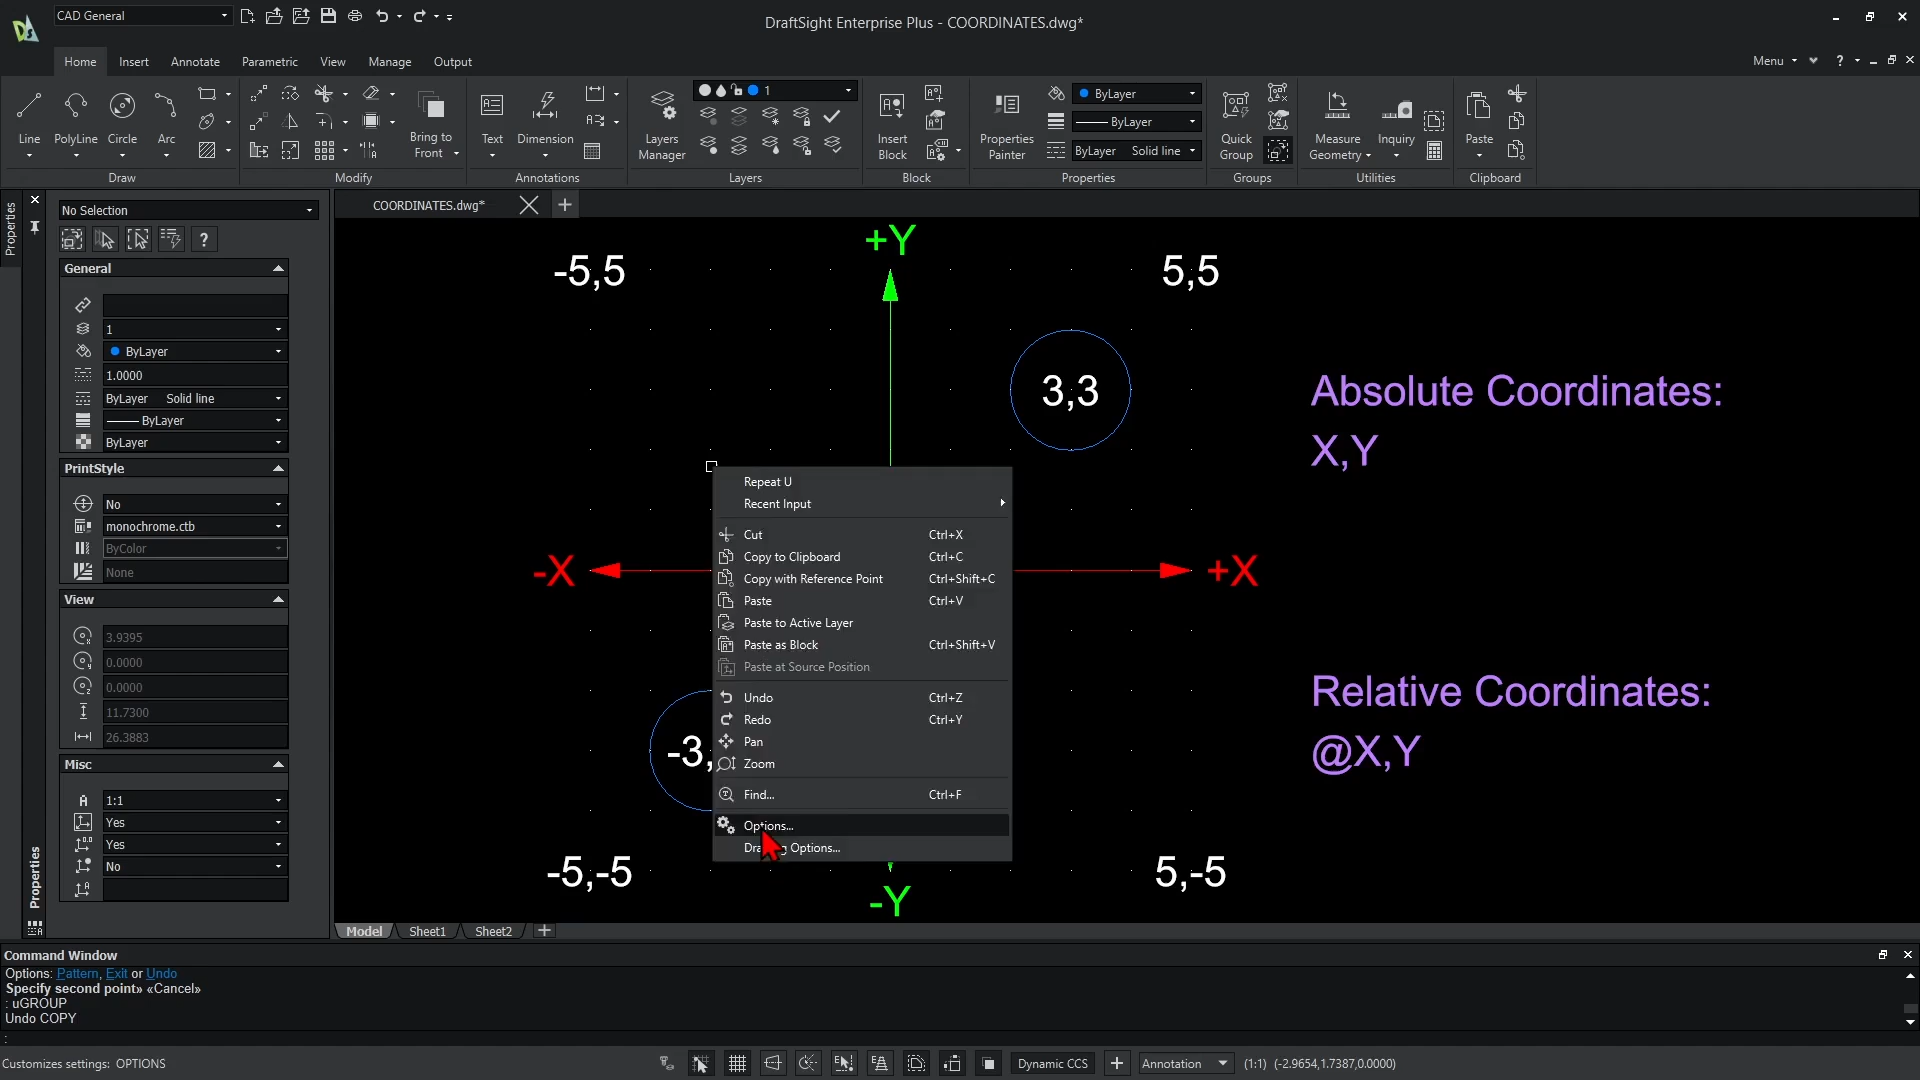 CAD General
DraftSight Enterprise Plus - COORDINATES.dwg*
Home Insert Annotate Parametric View Manage Output
Menu ?
Line PolyLine Circle Arc
Draw
Bring to Front
Modify
Text Dimension
Annotations
Layers Manager
1
Layers
Insert Block
Block
Properties Painter
ByLayer
ByLayer
ByLayer Solid line
Properties
Quick Group
Groups
Measure Geometry Inquiry
Utilities
Paste
Clipboard
Properties
No Selection
?
General
1
ByLayer
1.0000
ByLayer Solid line
ByLayer
ByLayer
PrintStyle
No
monochrome.ctb
ByColor
None
View
3.9395
0.0000
0.0000
11.7300
26.3883
Misc
1:1
Yes
Yes
No
Properties
COORDINATES.dwg*
+Y
-5,5
5,5
3,3
Absolute Coordinates:
X,Y
-X
+X
Relative Coordinates:
@X,Y
-3,
-5,-5
5,-5
-Y
Repeat U
Recent Input
Cut Ctrl+X
Copy to Clipboard Ctrl+C
Copy with Reference Point Ctrl+Shift+C
Paste Ctrl+V
Paste to Active Layer
Paste as Block Ctrl+Shift+V
Paste at Source Position
Undo Ctrl+Z
Redo Ctrl+Y
Pan
Zoom
Find... Ctrl+F
Options...
Options...
Model Sheet1 Sheet2
Command Window
Options: Pattern, Exit or Undo
Specify second point» «Cancel»
: uGROUP
Undo COPY
:
Customizes settings: OPTIONS
Dynamic CCS
Annotation
(1:1) (-2.9654,1.7387,0.0000)